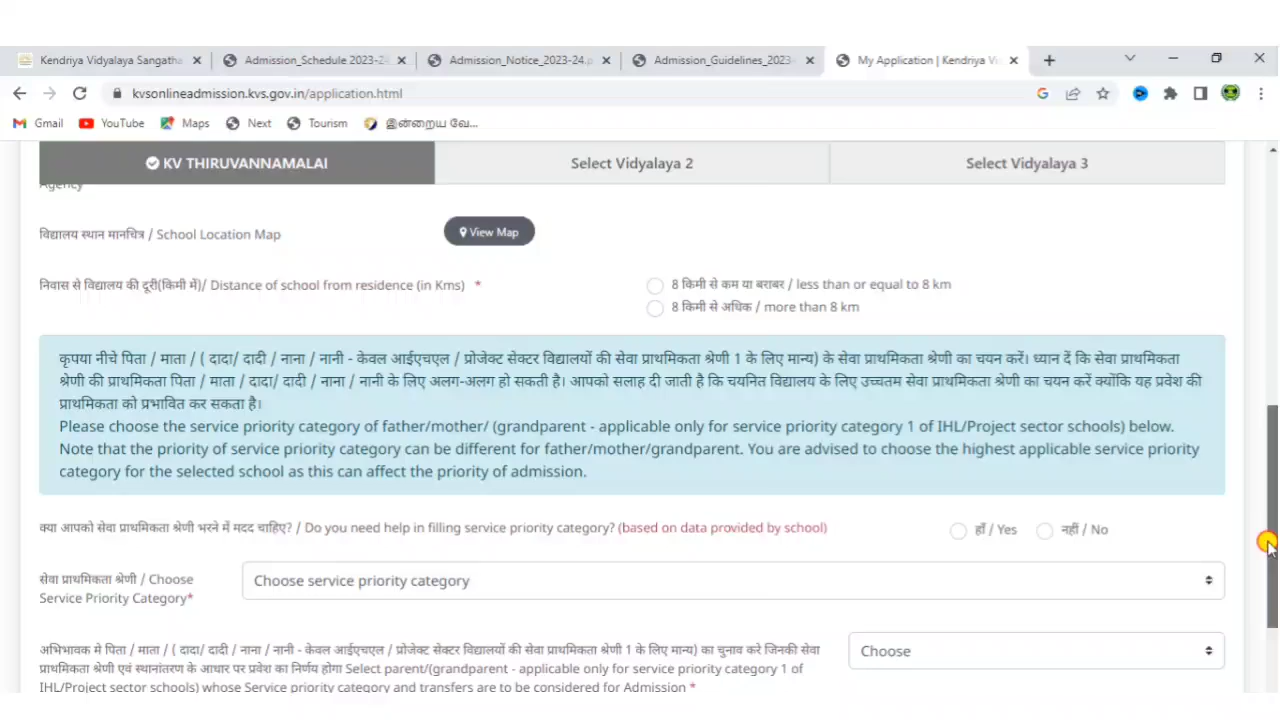 Kendriya Vidyalaya Sangatha
Admission_Schedule 2023-2
Admission_Notice_2023-24.p
Admission_Guidelines_2023-
My Application | Kendriya Vi
kvsonlineadmission.kvs.gov.in/application.html
Gmail YouTube Maps Next Tourism இன்றைய வே...
KV THIRUVANNAMALAI
Select Vidyalaya 2
Select Vidyalaya 3
Agency
विद्यालय स्थान मानचित्र / School Location Map
View Map
निवास से विद्यालय की दूरी(किमी में)/ Distance of school from residence (in Kms) *
8 किमी से कम या बराबर / less than or equal to 8 km
8 किमी से अधिक / more than 8 km
कृपया नीचे पिता / माता / ( दादा/ दादी / नाना / नानी - केवल आईएचएल / प्रोजेक्ट सेक्टर विद्यालयों की सेवा प्राथमिकता श्रेणी 1 के लिए मान्य) के सेवा प्राथमिकता श्रेणी का चयन करें। ध्यान दें कि सेवा प्राथमिकता
श्रेणी की प्राथमिकता पिता / माता / दादा/ दादी / नाना / नानी के लिए अलग-अलग हो सकती है। आपको सलाह दी जाती है कि चयनित विद्यालय के लिए उच्चतम सेवा प्राथमिकता श्रेणी का चयन करें क्योंकि यह प्रवेश की
प्राथमिकता को प्रभावित कर सकता है।
Please choose the service priority category of father/mother/ (grandparent - applicable only for service priority category 1 of IHL/Project sector schools) below.
Note that the priority of service priority category can be different for father/mother/grandparent. You are advised to choose the highest applicable service priority
category for the selected school as this can affect the priority of admission.
क्या आपको सेवा प्राथमिकता श्रेणी भरने में मदद चाहिए? / Do you need help in filling service priority category? (based on data provided by school)
हाँ / Yes नहीं / No
सेवा प्राथमिकता श्रेणी / Choose
Service Priority Category*
Choose service priority category
अभिभावक मे पिता / माता / ( दादा/ दादी / नाना / नानी - केवल आईएचएल / प्रोजेक्ट सेक्टर विद्यालयों की सेवा प्राथमिकता श्रेणी 1 के लिए मान्य) का चुनाव करे जिनकी सेवा
प्राथमिकता श्रेणी एवं स्थानांतरण के आधार पर प्रवेश का निर्णय होगा Select parent/(grandparent - applicable only for service priority category 1 of
IHL/Project sector schools) whose Service priority category and transfers are to be considered for Admission *
Choose